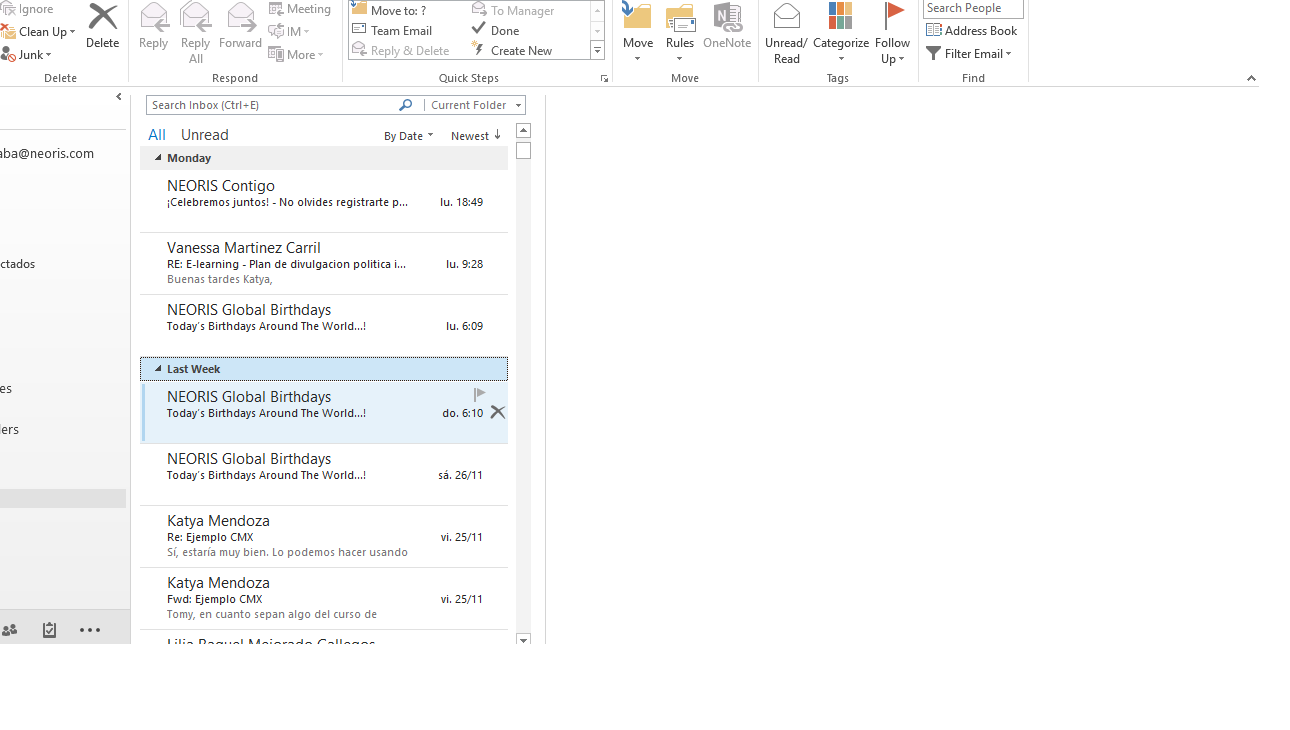 Ignore
Clean Up
Junk
Delete
Delete
Reply
Reply
All
Forward
Meeting
IM
More
Respond
Move to: ?
Team Email
Reply & Delete
To Manager
Done
Create New
Quick Steps
Move
Rules
OneNote
Move
Unread/
Read
Categorize
Follow
Up
Tags
Search People
Address Book
Filter Email
Find
aba@neoris.com
ctados
es
ders
Search Inbox (Ctrl+E)
Current Folder
All Unread By Date Newest
Monday
NEORIS Contigo
¡Celebremos juntos! - No olvides registrarte p... lu. 18:49
Vanessa Martinez Carril
RE: E-learning - Plan de divulgacion politica i... lu. 9:28
Buenas tardes Katya,
NEORIS Global Birthdays
Today's Birthdays Around The World...! lu. 6:09
Last Week
NEORIS Global Birthdays
Today's Birthdays Around The World...! do. 6:10
NEORIS Global Birthdays
Today's Birthdays Around The World...! sá. 26/11
Katya Mendoza
Re: Ejemplo CMX vi. 25/11
Sí, estaría muy bien. Lo podemos hacer usando
Katya Mendoza
Fwd: Ejemplo CMX vi. 25/11
Tomy, en cuanto sepan algo del curso de
Lilia Raquel Mejorado Gallegos